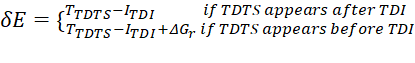 δE = {T_TDTS−I_TDI if TDTS appears after TDI
T_TDTS−I_TDI+ΔG_r if TDTS appears before TDI